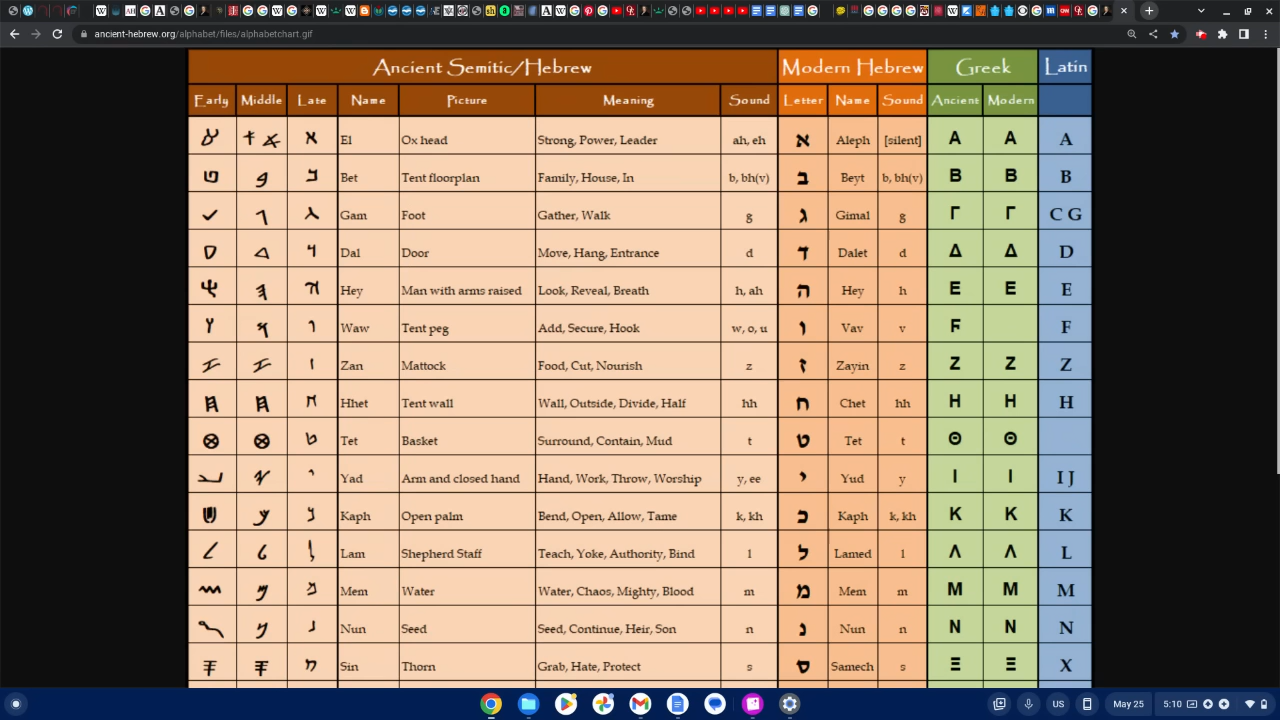 ancient-hebrew.org/alphabet/files/alphabetchart.gif
Ancient Semitic/Hebrew Modern Hebrew Greek Latin
Early Middle Late Name Picture Meaning Sound Letter Name Sound Ancient Modern
El Ox head Strong, Power, Leader ah, eh א Aleph [silent] Α Α A
Bet Tent floorplan Family, House, In b, bh(v) ב Beyt b, bh(v) Β Β B
Gam Foot Gather, Walk g ג Gimal g Γ Γ C G
Dal Door Move, Hang, Entrance d ד Dalet d Δ Δ D
Hey Man with arms raised Look, Reveal, Breath h, ah ה Hey h Ε Ε E
Waw Tent peg Add, Secure, Hook w, o, u ו Vav v Ϝ F
Zan Mattock Food, Cut, Nourish z ז Zayin z Ζ Ζ Z
Hhet Tent wall Wall, Outside, Divide, Half hh ח Chet hh Η Η H
Tet Basket Surround, Contain, Mud t ט Tet t Θ Θ
Yad Arm and closed hand Hand, Work, Throw, Worship y, ee י Yud y Ι Ι I J
Kaph Open palm Bend, Open, Allow, Tame k, kh כ Kaph k, kh Κ Κ K
Lam Shepherd Staff Teach, Yoke, Authority, Bind l ל Lamed l Λ Λ L
Mem Water Water, Chaos, Mighty, Blood m מ Mem m Μ Μ M
Nun Seed Seed, Continue, Heir, Son n נ Nun n Ν Ν N
Sin Thorn Grab, Hate, Protect s ס Samech s Ξ Ξ X
US May 25 5:10